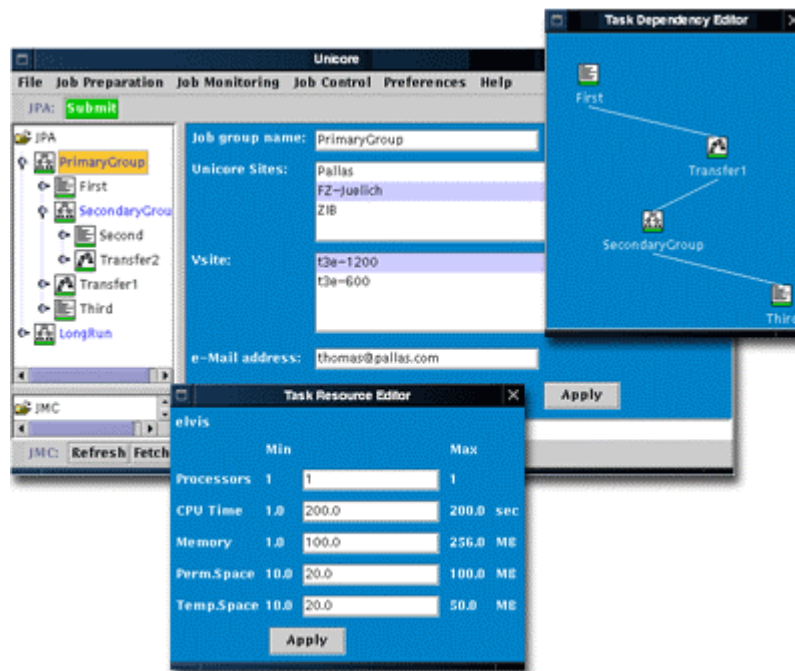 Task Dependency Editor
First
Transfer1
SecondaryGroup
Third
Unicore
File Job Preparation Job Monitoring Job Control Preferences Help
JPA: Submit
JPA
PrimaryGroup
First
SecondaryGrou
Second
Transfer2
Transfer1
Third
LongRun
JMC
JMC: Refresh Fetch
Job group name: PrimaryGroup
Unicore Sites: Pallas
FZ-Juelich
ZIB
Vsite: t3e-1200
t3e-600
e-Mail address: thomas@pallas.com
Apply
Task Resource Editor
elvis
Min Max
Processors 1 1 1
CPU Time 1.0 200.0 200.0 sec
Memory 1.0 100.0 256.0 MB
Perm.Space 10.0 20.0 100.0 MB
Temp.Space 10.0 20.0 50.0 MB
Apply